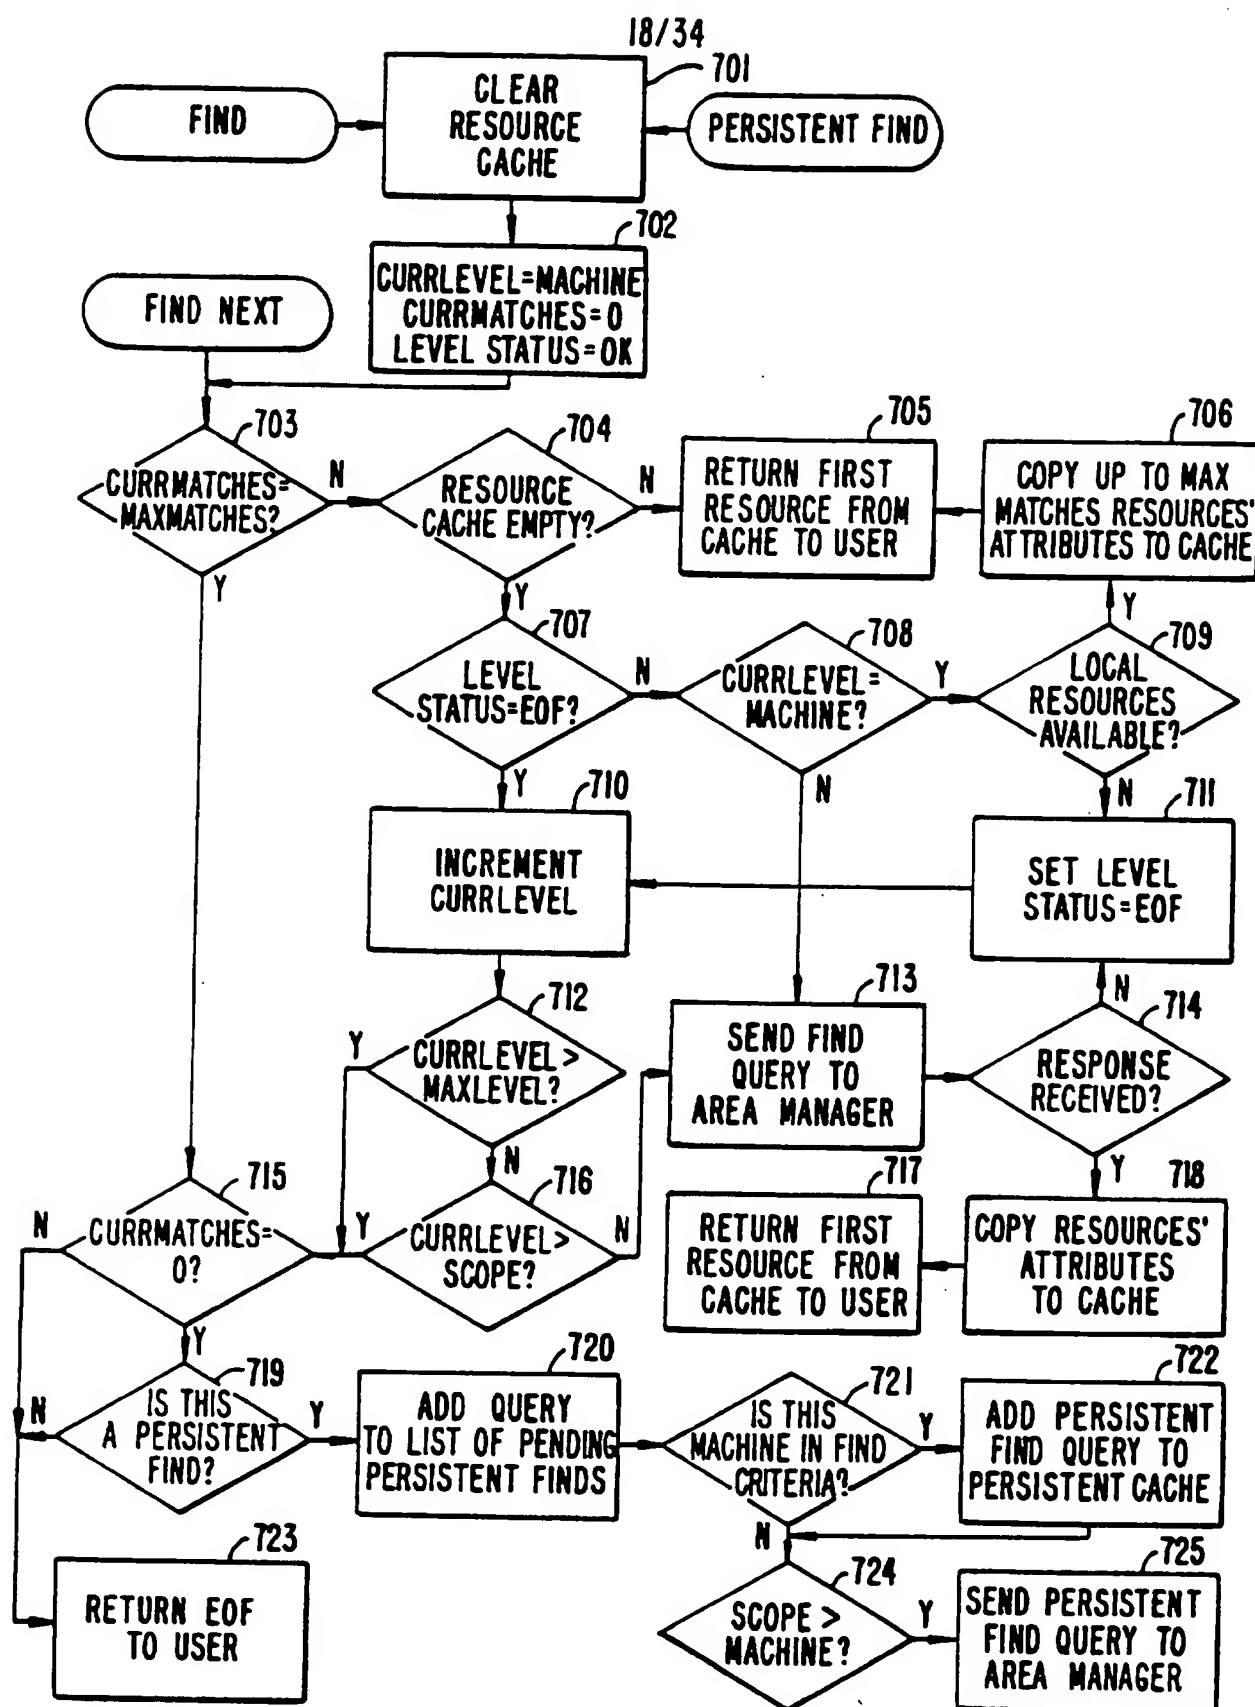 18/34
701
CLEAR
RESOURCE
CACHE
FIND
PERSISTENT FIND
702
CURRLEVEL=MACHINE
CURRMATCHES=0
LEVEL STATUS=OK
FIND NEXT
703
CURRMATCHES=
MAXMATCHES?
N
Y
704
RESOURCE
CACHE EMPTY?
N
Y
705
RETURN FIRST
RESOURCE FROM
CACHE TO USER
706
COPY UP TO MAX
MATCHES RESOURCES'
ATTRIBUTES TO CACHE
Y
707
LEVEL
STATUS=EOF?
N
Y
708
CURRLEVEL=
MACHINE?
Y
N
709
LOCAL
RESOURCES
AVAILABLE?
N
710
INCREMENT
CURRLEVEL
711
SET LEVEL
STATUS=EOF
N
712
CURRLEVEL>
MAXLEVEL?
Y
N
713
SEND FIND
QUERY TO
AREA MANAGER
714
RESPONSE
RECEIVED?
Y
715
CURRMATCHES=
0?
N
Y
716
CURRLEVEL>
SCOPE?
Y
N
717
RETURN FIRST
RESOURCE FROM
CACHE TO USER
718
COPY RESOURCES'
ATTRIBUTES
TO CACHE
719
IS THIS
A PERSISTENT
FIND?
N
Y
720
ADD QUERY
TO LIST OF PENDING
PERSISTENT FINDS
721
IS THIS
MACHINE IN FIND
CRITERIA?
Y
N
722
ADD PERSISTENT
FIND QUERY TO
PERSISTENT CACHE
723
RETURN EOF
TO USER
724
SCOPE >
MACHINE?
Y
725
SEND PERSISTENT
FIND QUERY TO
AREA MANAGER